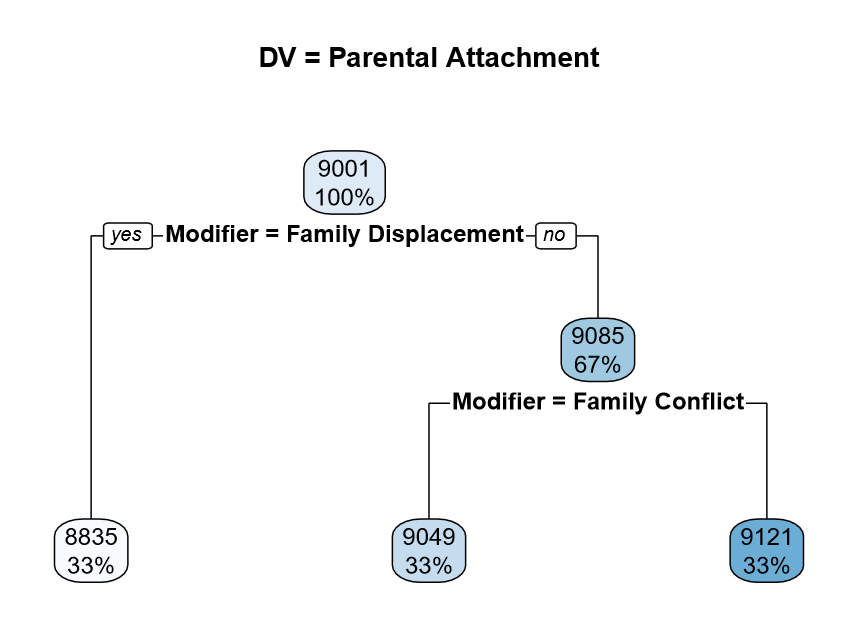 DV = Parental Attachment
9001
100%
yes
Modifier = Family Displacement
no
9085
67%
Modifier = Family Conflict
8835
33%
9049
33%
9121
33%